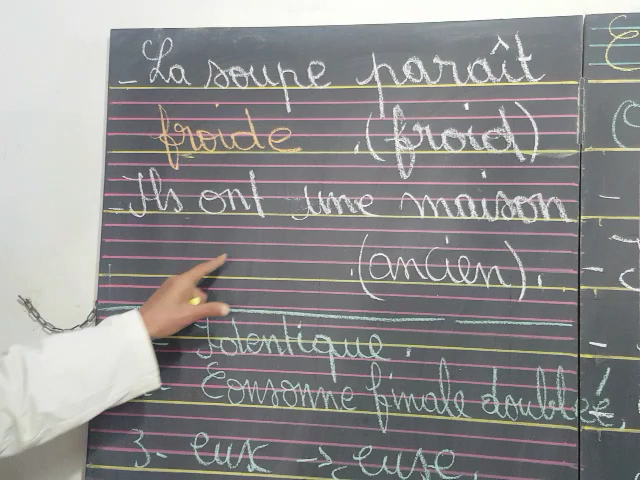 - La soupe paraît
froide (froid)
- Ils ont une maison
(ancien).
- Identique.
- Consonne finale doublée,
3- eux → euse,